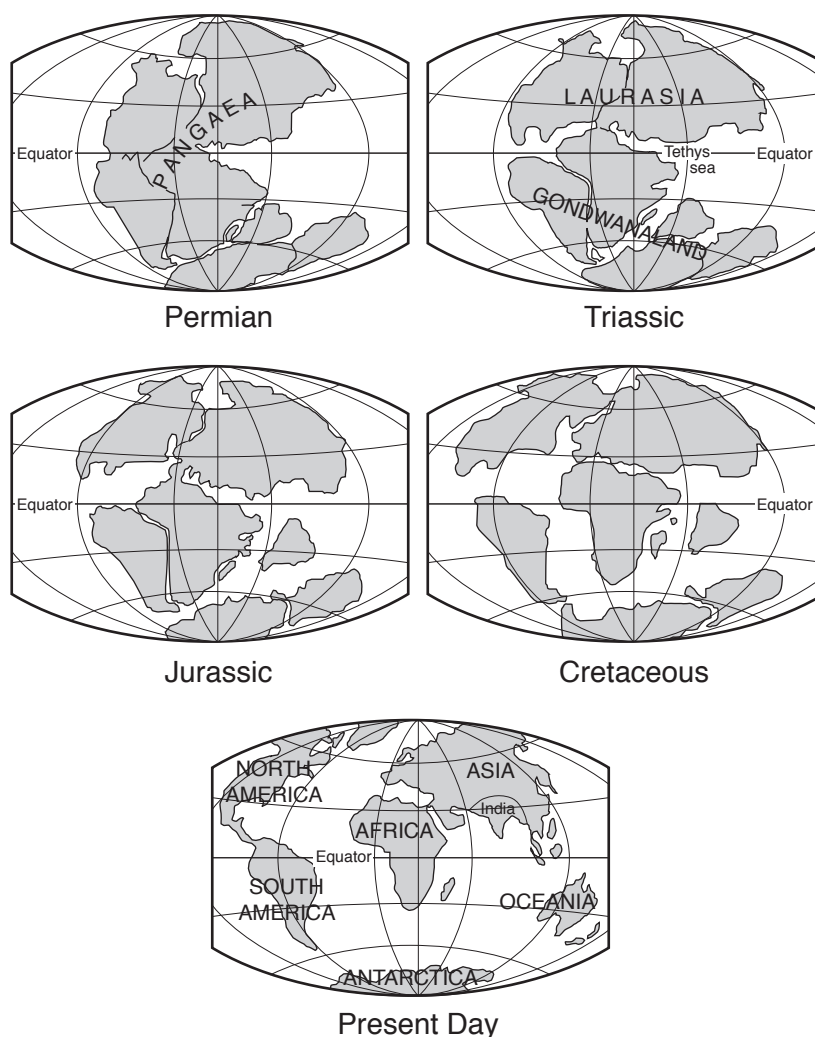 PANGAEA
Equator
Permian
LAURASIA
Tethys
sea
Equator
GONDWANALAND
Triassic
Equator
Jurassic
Equator
Cretaceous
NORTH
AMERICA
ASIA
India
AFRICA
Equator
SOUTH
AMERICA
OCEANIA
ANTARCTICA
Present Day